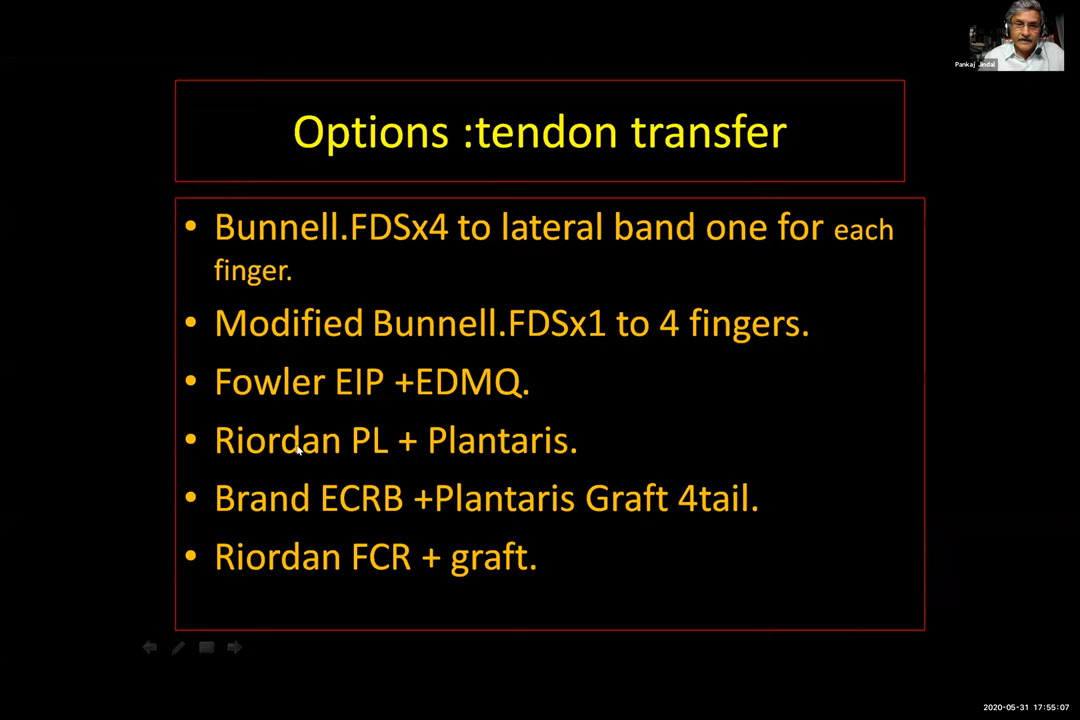 Pankaj Jindal
Options :tendon transfer
• Bunnell.FDSx4 to lateral band one for each
finger.
• Modified Bunnell.FDSx1 to 4 fingers.
• Fowler EIP +EDMQ.
• Riordan PL + Plantaris.
• Brand ECRB +Plantaris Graft 4tail.
• Riordan FCR + graft.
2020-05-31 17:55:07